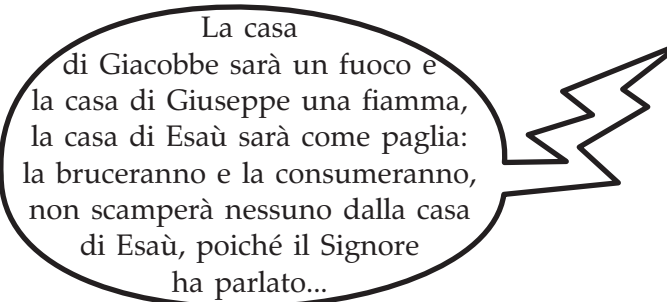 La casa
di Giacobbe sarà un fuoco e
la casa di Giuseppe una fiamma,
la casa di Esaù sarà come paglia:
la bruceranno e la consumeranno,
non scamperà nessuno dalla casa
di Esaù, poiché il Signore
ha parlato...